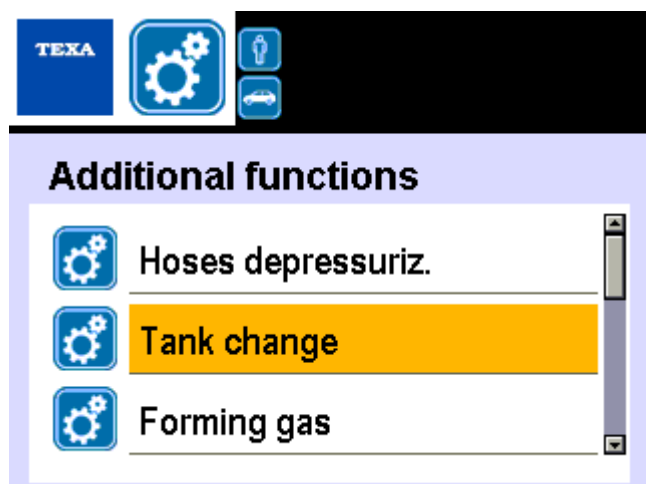 TEXA
Additional functions
Hoses depressuriz.
Tank change
Forming gas